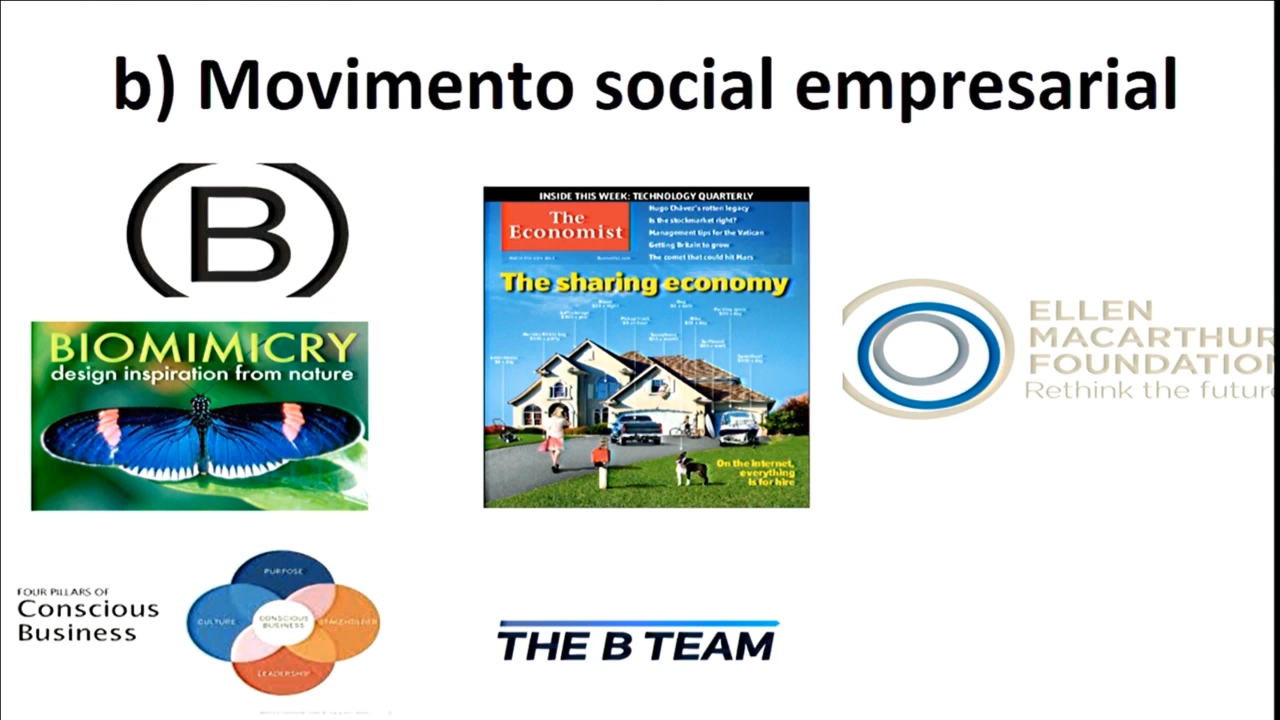 b) Movimento social empresarial
B
BIOMIMICRY
design inspiration from nature
FOUR PILLARS OF
Conscious
Business
PURPOSE
CULTURE
CONSCIOUS
BUSINESS
STAKEHOLDER
LEADERSHIP
INSIDE THIS WEEK: TECHNOLOGY QUARTERLY
The
Economist
Hugo Chávez's rotten legacy
Is the stockmarket right?
Management tips for the Vatican
Getting Britain to grow
The comet that could hit Mars
The sharing economy
On the internet,
everything
is for hire
THE B TEAM
ELLEN
MACARTHUR
FOUNDATION
Rethink the future